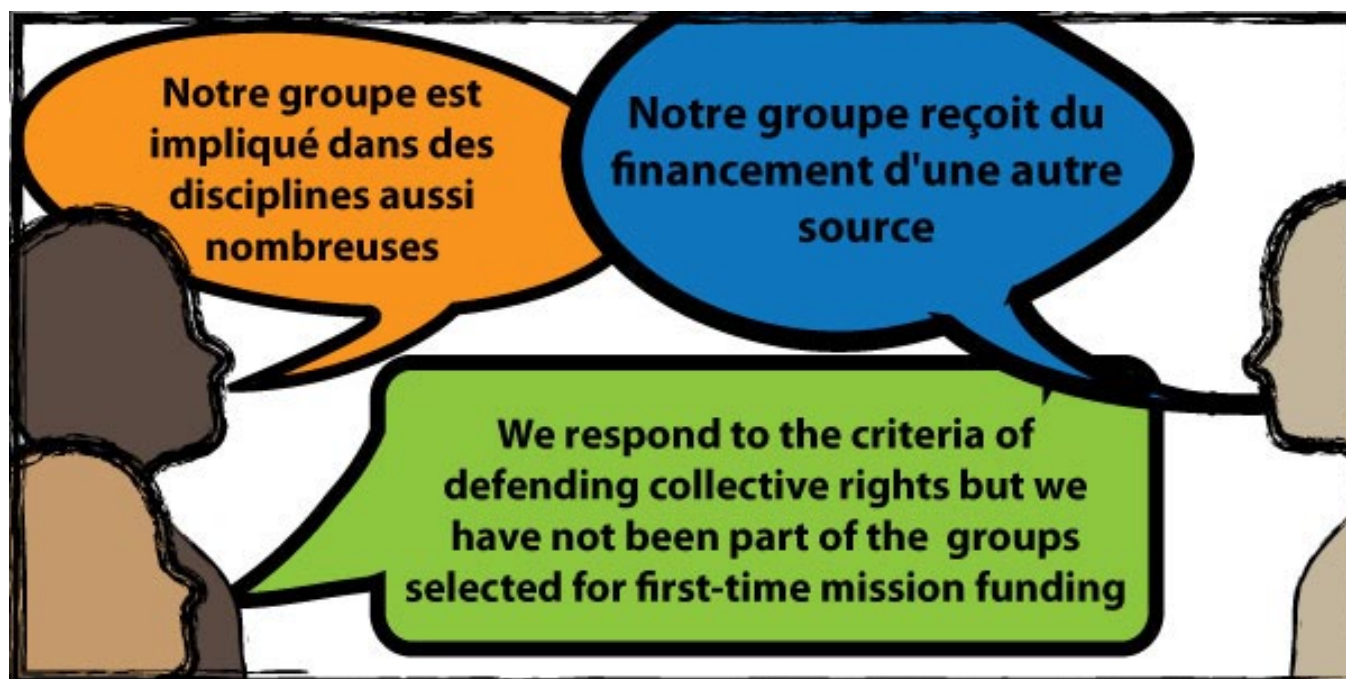 Notre groupe est
impliqué dans des
disciplines aussi
nombreuses
Notre groupe reçoit du
financement d'une autre
source
We respond to the criteria of
defending collective rights but we
have not been part of the groups
selected for first-time mission funding